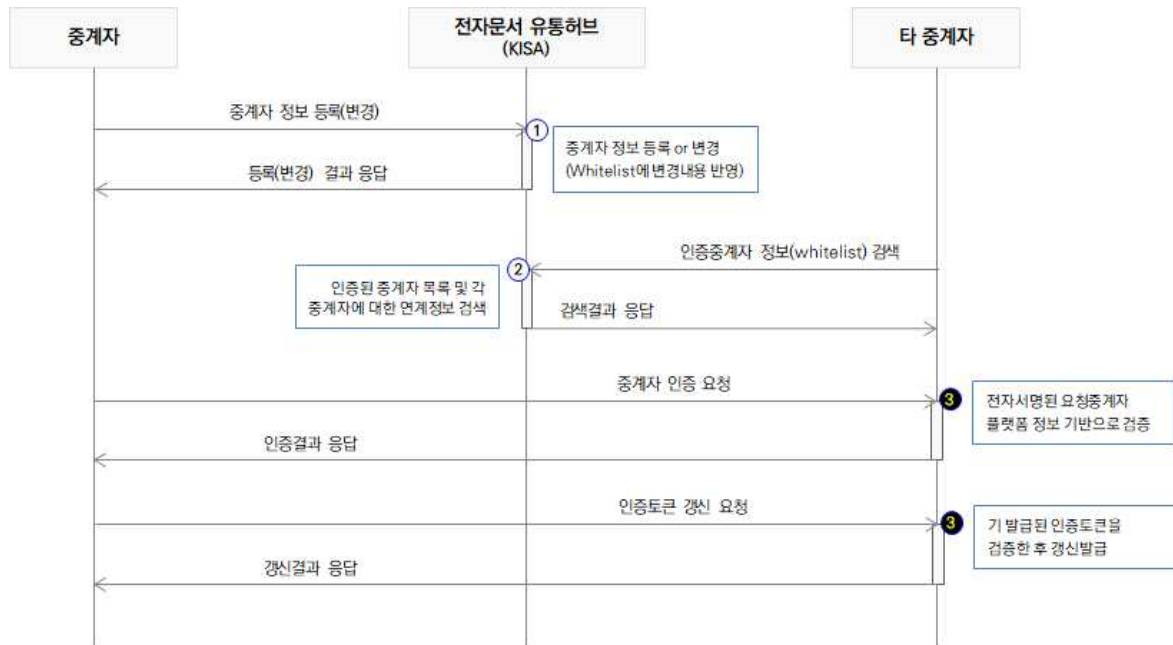 중계자
전자문서 유통허브
(KISA)
타 중계자
중계자 정보 등록(변경)
①
중계자 정보 등록 or 변경
(Whitelist에 변경내용 반영)
등록(변경) 결과 응답
인증중계자 정보(whitelist) 검색
②
인증된 중계자 목록 및 각
중계자에 대한 연계정보 검색
검색결과 응답
중계자 인증 요청
❸
전자서명된 요청중계자
플랫폼 정보 기반으로 검증
인증결과 응답
인증토큰 갱신 요청
❸
기 발급된 인증토큰을
검증한 후 갱신발급
갱신결과 응답